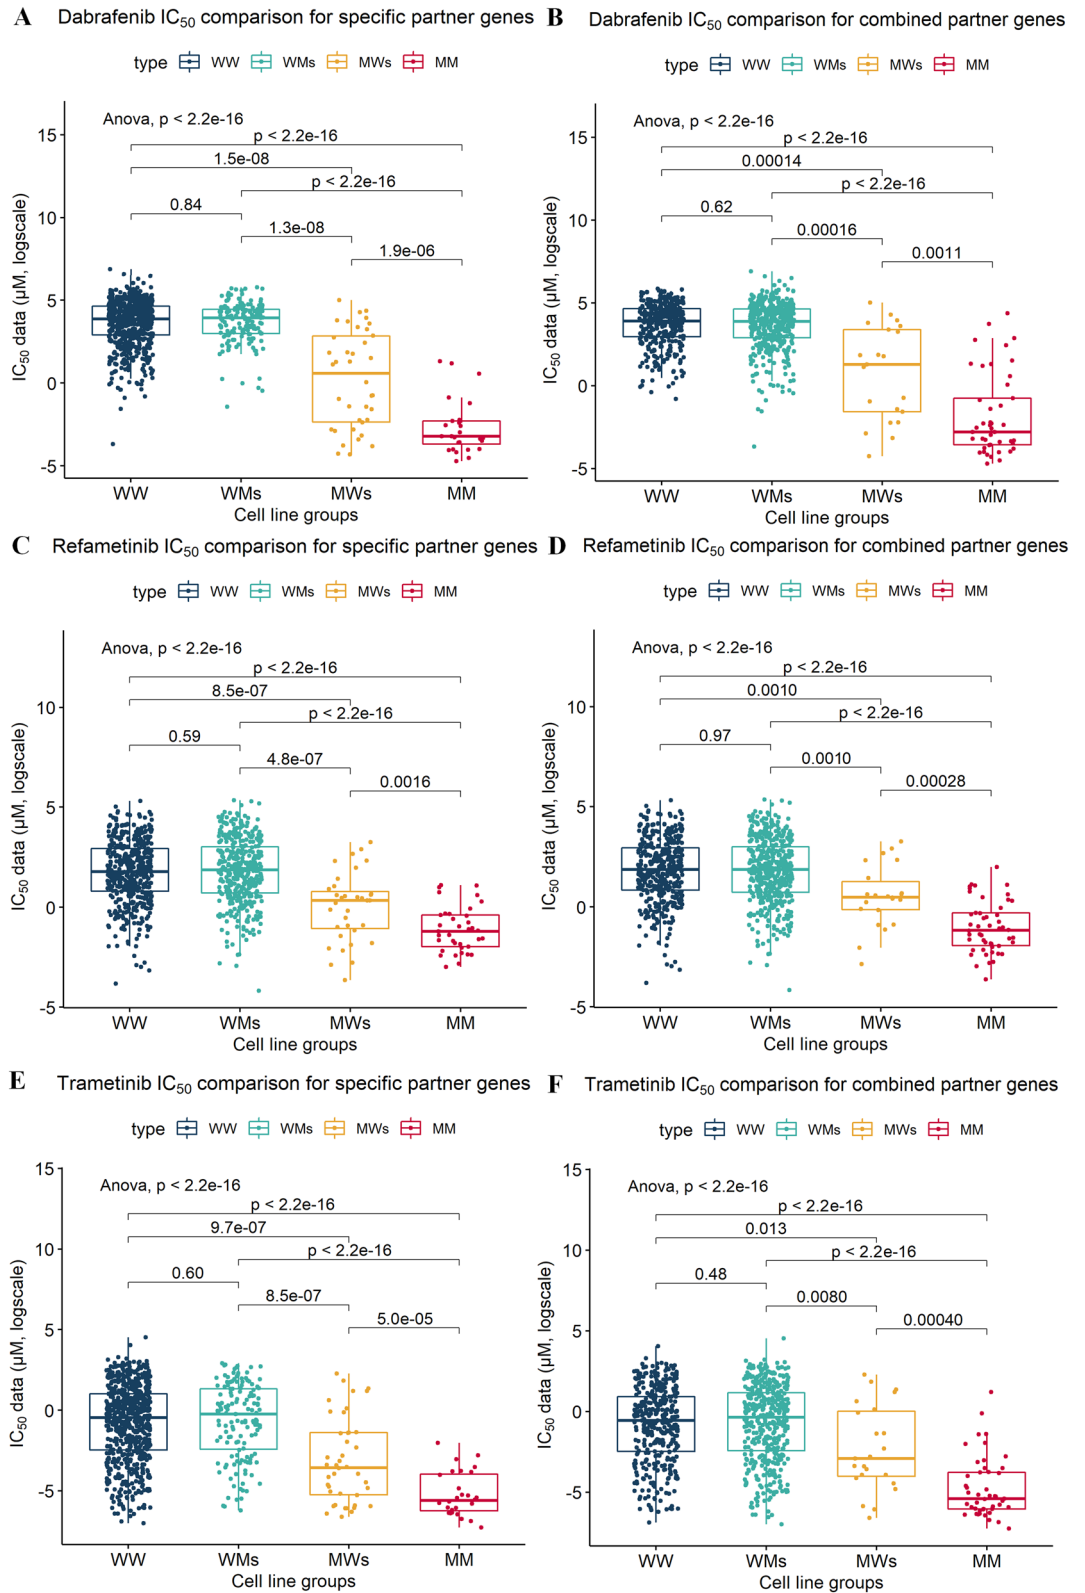 A Dabrafenib IC50 comparison for specific partner genes
type WW WMs MWs MM
Anova, p < 2.2e-16
p < 2.2e-16
1.5e-08
p < 2.2e-16
0.84
1.3e-08
1.9e-06
15
10
5
0
-5
IC50 data (μM, logscale)
WW WMs MWs MM
Cell line groups
B Dabrafenib IC50 comparison for combined partner genes
type WW WMs MWs MM
Anova, p < 2.2e-16
p < 2.2e-16
0.00014
p < 2.2e-16
0.62
0.00016
0.0011
15
10
5
0
-5
IC50 data (μM, logscale)
WW WMs MWs MM
Cell line groups
C Refametinib IC50 comparison for specific partner genes
type WW WMs MWs MM
Anova, p < 2.2e-16
p < 2.2e-16
8.5e-07
p < 2.2e-16
0.59
4.8e-07
0.0016
10
5
0
-5
IC50 data (μM, logscale)
WW WMs MWs MM
Cell line groups
D Refametinib IC50 comparison for combined partner genes
type WW WMs MWs MM
Anova, p < 2.2e-16
p < 2.2e-16
0.0010
p < 2.2e-16
0.97
0.0010
0.00028
10
5
0
-5
IC50 data (μM, logscale)
WW WMs MWs MM
Cell line groups
E Trametinib IC50 comparison for specific partner genes
type WW WMs MWs MM
Anova, p < 2.2e-16
p < 2.2e-16
9.7e-07
p < 2.2e-16
0.60
8.5e-07
5.0e-05
15
10
5
0
-5
IC50 data (μM, logscale)
WW WMs MWs MM
Cell line groups
F Trametinib IC50 comparison for combined partner genes
type WW WMs MWs MM
Anova, p < 2.2e-16
p < 2.2e-16
0.013
p < 2.2e-16
0.48
0.0080
0.00040
15
10
5
0
-5
IC50 data (μM, logscale)
WW WMs MWs MM
Cell line groups